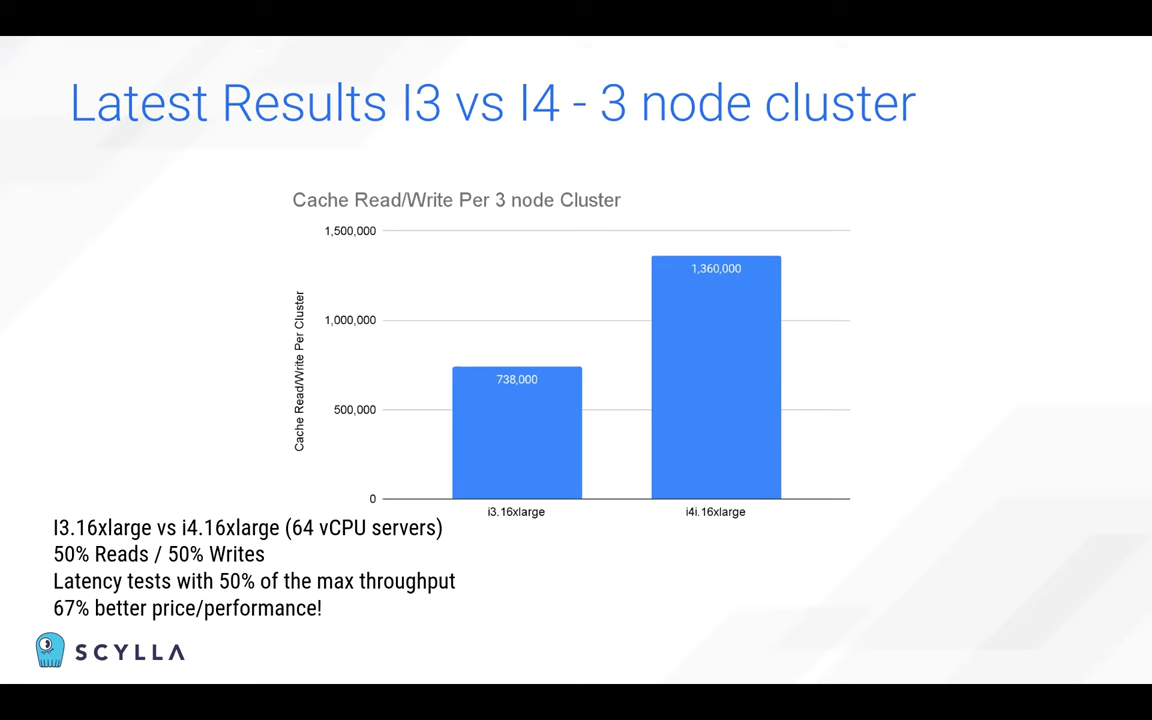 Latest Results I3 vs I4 - 3 node cluster
Cache Read/Write Per 3 node Cluster
Cache Read/Write Per Cluster
1,500,000
1,000,000
500,000
0
738,000
1,360,000
i3.16xlarge
i4i.16xlarge
I3.16xlarge vs i4.16xlarge (64 vCPU servers)
50% Reads / 50% Writes
Latency tests with 50% of the max throughput
67% better price/performance!
SCYLLA